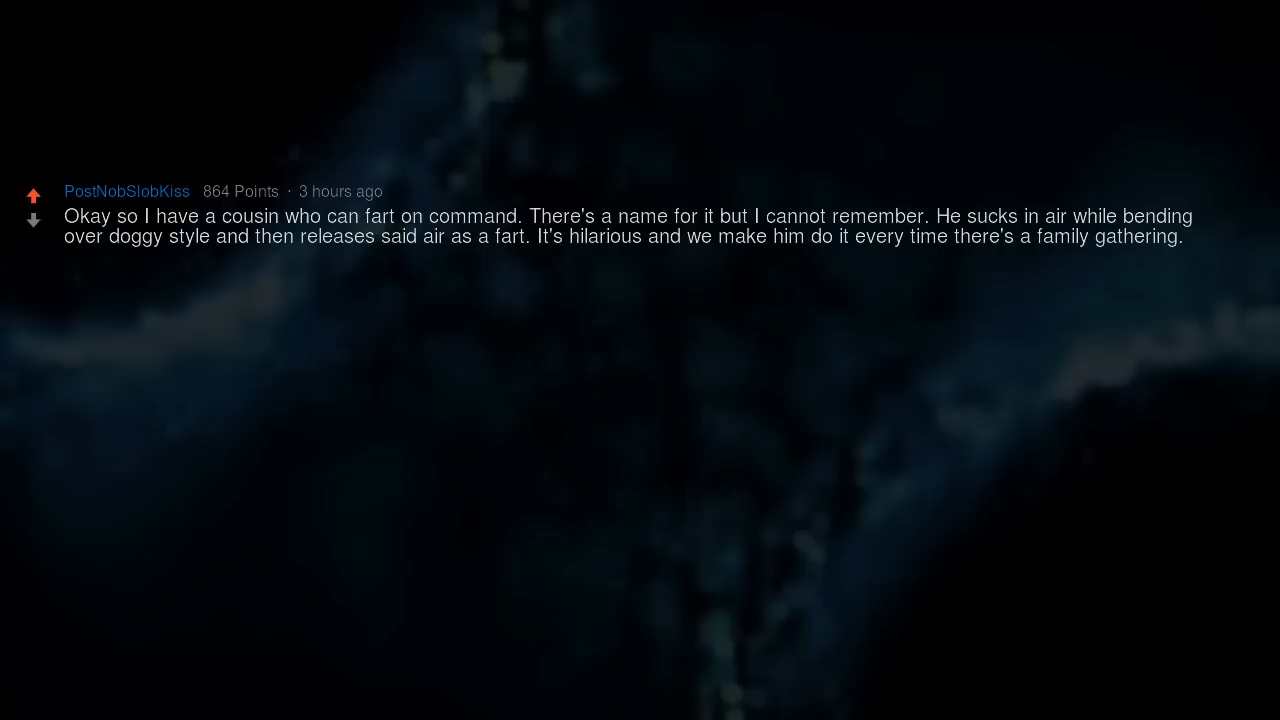 PostNobSlobKiss 864 Points · 3 hours ago
Okay so I have a cousin who can fart on command. There's a name for it but I cannot remember. He sucks in air while bending
over doggy style and then releases said air as a fart. It's hilarious and we make him do it every time there's a family gathering.